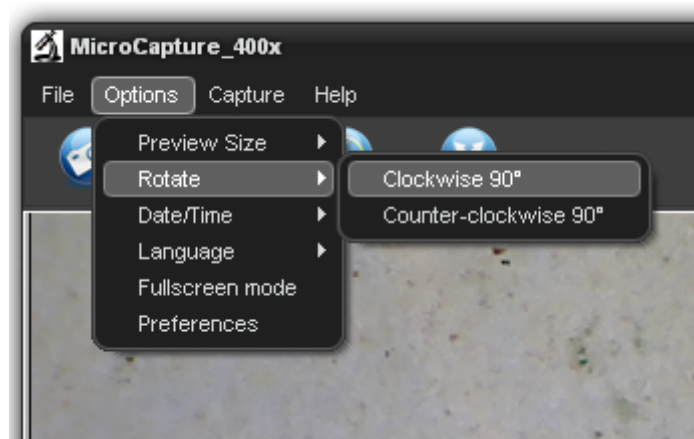 MicroCapture_400x
File Options Capture Help
Preview Size
Rotate
Clockwise 90°
Date/Time
Counter-clockwise 90°
Language
Fullscreen mode
Preferences